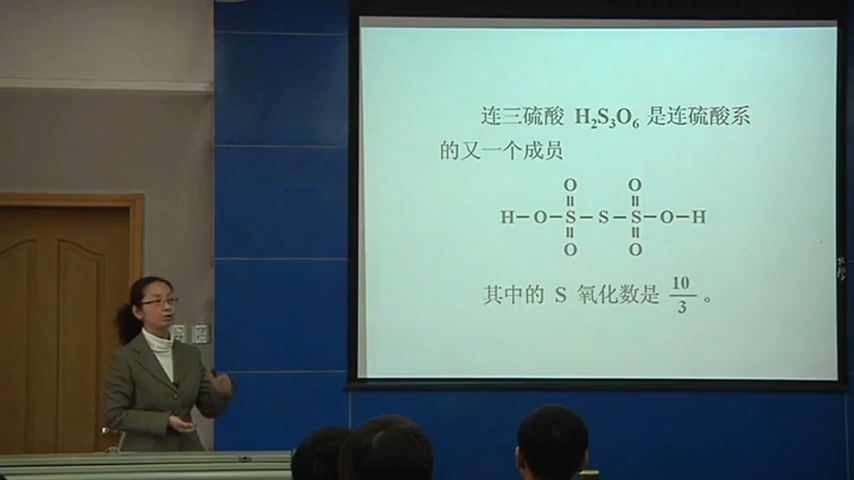 连三硫酸 H₂S₃O₆ 是连硫酸系
的又一个成员
O O
H－O－S－S－S－O－H
O O
其中的 S 氧化数是 10/3 。